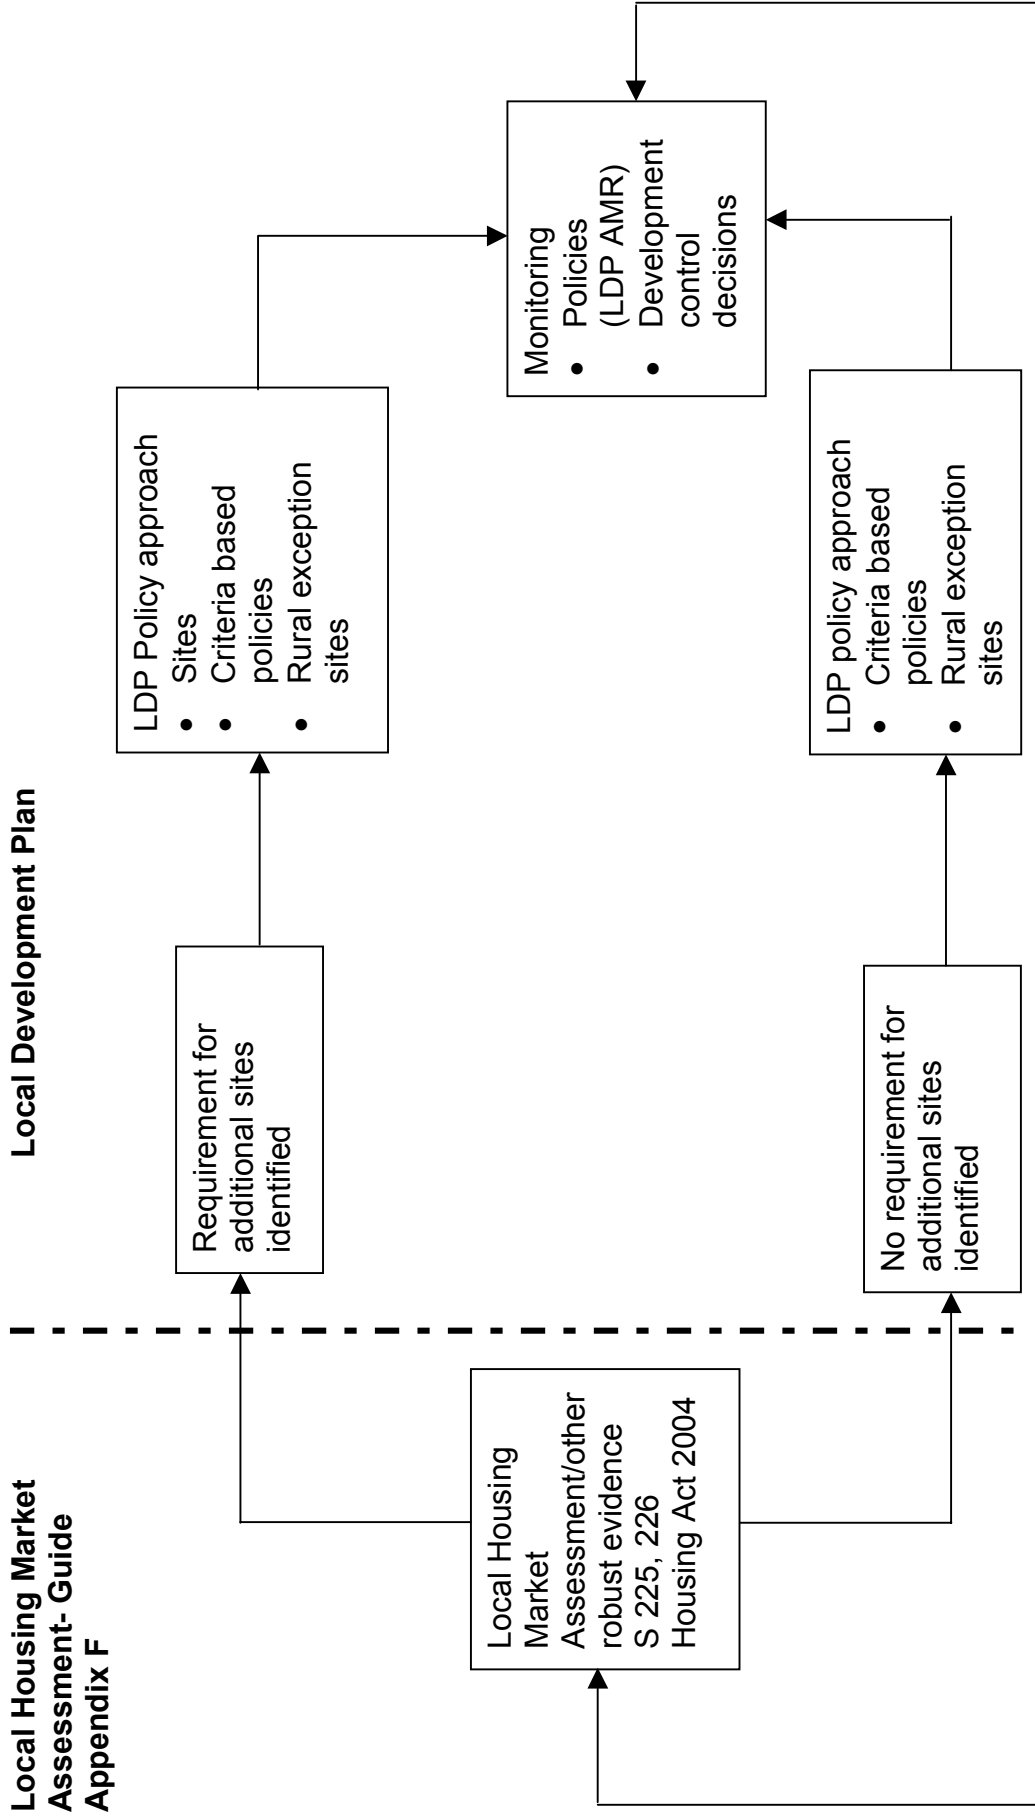 Local Housing Market
Assessment- Guide
Appendix F
Local Development Plan
Local Housing
Market
Assessment/other
robust evidence
S 225, 226
Housing Act 2004
Requirement for
additional sites
identified
LDP Policy approach
• Sites
• Criteria based
policies
• Rural exception
sites
No requirement for
additional sites
identified
LDP policy approach
• Criteria based
policies
• Rural exception
sites
Monitoring
• Policies
(LDP AMR)
• Development
control
decisions